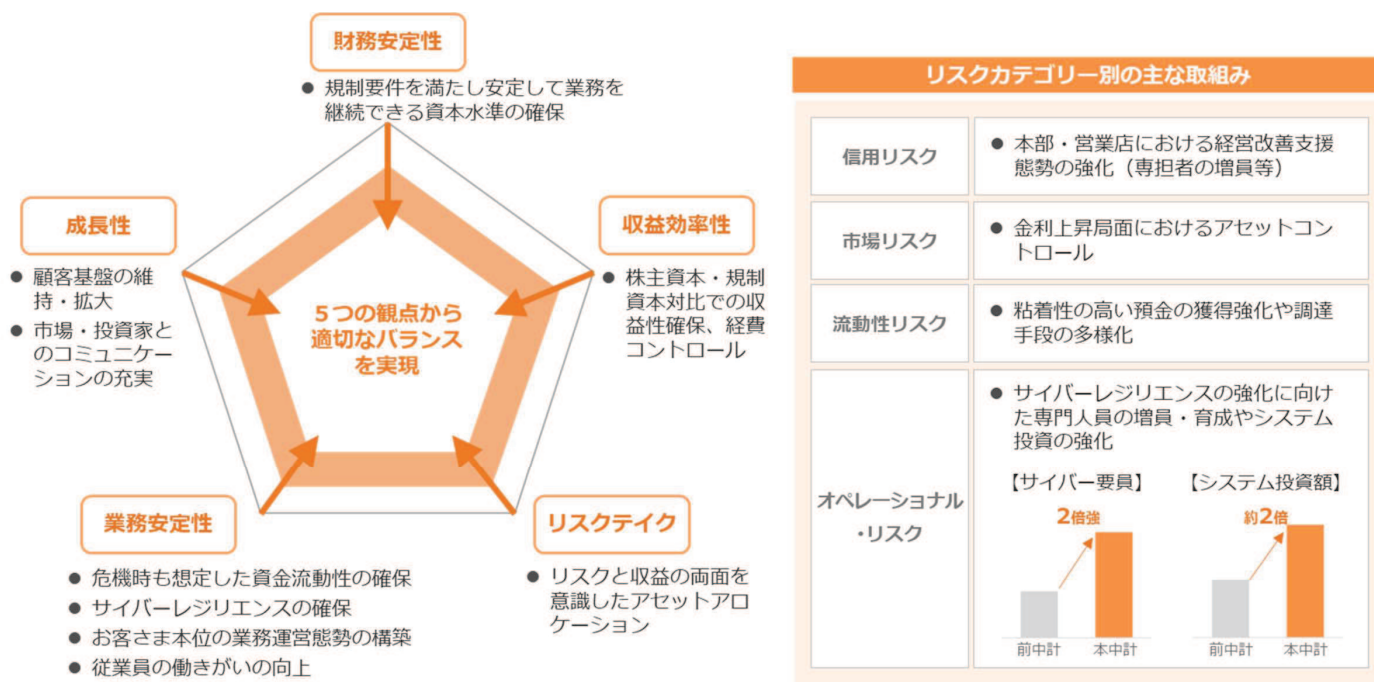 財務安定性
● 規制要件を満たし安定して業務を
継続できる資本水準の確保
成長性
● 顧客基盤の維
持・拡大
● 市場・投資家と
のコミュニケー
ションの充実
収益効率性
● 株主資本・規制
資本対比での収
益性確保、経費
コントロール
5つの観点から
適切なバランス
を実現
業務安定性
● 危機時も想定した資金流動性の確保
● サイバーレジリエンスの確保
● お客さま本位の業務運営態勢の構築
● 従業員の働きがいの向上
リスクテイク
● リスクと収益の両面を
意識したアセットアロ
ケーション
リスクカテゴリー別の主な取組み
信用リスク
● 本部・営業店における経営改善支援
態勢の強化（専担者の増員等）
市場リスク
● 金利上昇局面におけるアセットコン
トロール
流動性リスク
● 粘着性の高い預金の獲得強化や調達
手段の多様化
オペレーショナル
・リスク
● サイバーレジリエンスの強化に向け
た専門人員の増員・育成やシステム
投資の強化
【サイバー要員】
2倍強
前中計 本中計
【システム投資額】
約2倍
前中計 本中計